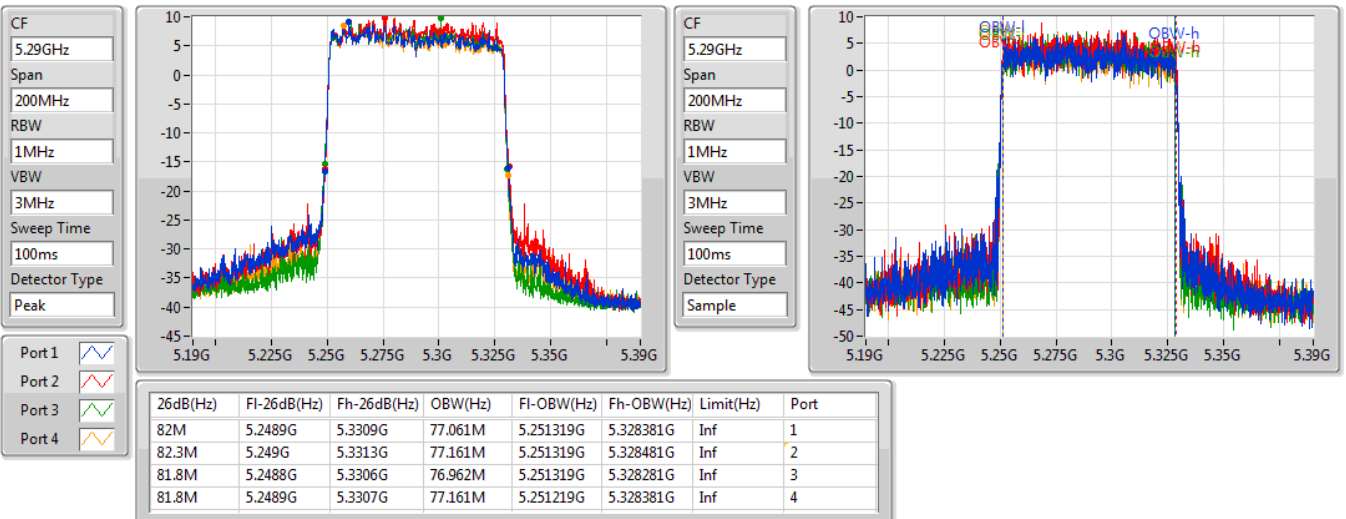 CF
5.29GHz
Span
200MHz
RBW
1MHz
VBW
3MHz
Sweep Time
100ms
Detector Type
Peak
10
5
0
-5
-10
-15
-20
-25
-30
-35
-40
-45
5.19G 5.225G 5.25G 5.275G 5.3G 5.325G 5.35G 5.39G
CF
5.29GHz
Span
200MHz
RBW
1MHz
VBW
3MHz
Sweep Time
100ms
Detector Type
Sample
10
5
0
-5
-10
-15
-20
-25
-30
-35
-40
-45
-50
OBW-l
OBW-h
5.19G 5.225G 5.25G 5.275G 5.3G 5.325G 5.35G 5.39G
Port 1
Port 2
Port 3
Port 4
26dB(Hz) Fl-26dB(Hz) Fh-26dB(Hz) OBW(Hz) Fl-OBW(Hz) Fh-OBW(Hz) Limit(Hz) Port
82M 5.2489G 5.3309G 77.061M 5.251319G 5.328381G Inf 1
82.3M 5.249G 5.3313G 77.161M 5.251319G 5.328481G Inf 2
81.8M 5.2488G 5.3306G 76.962M 5.251319G 5.328281G Inf 3
81.8M 5.2489G 5.3307G 77.161M 5.251219G 5.328381G Inf 4